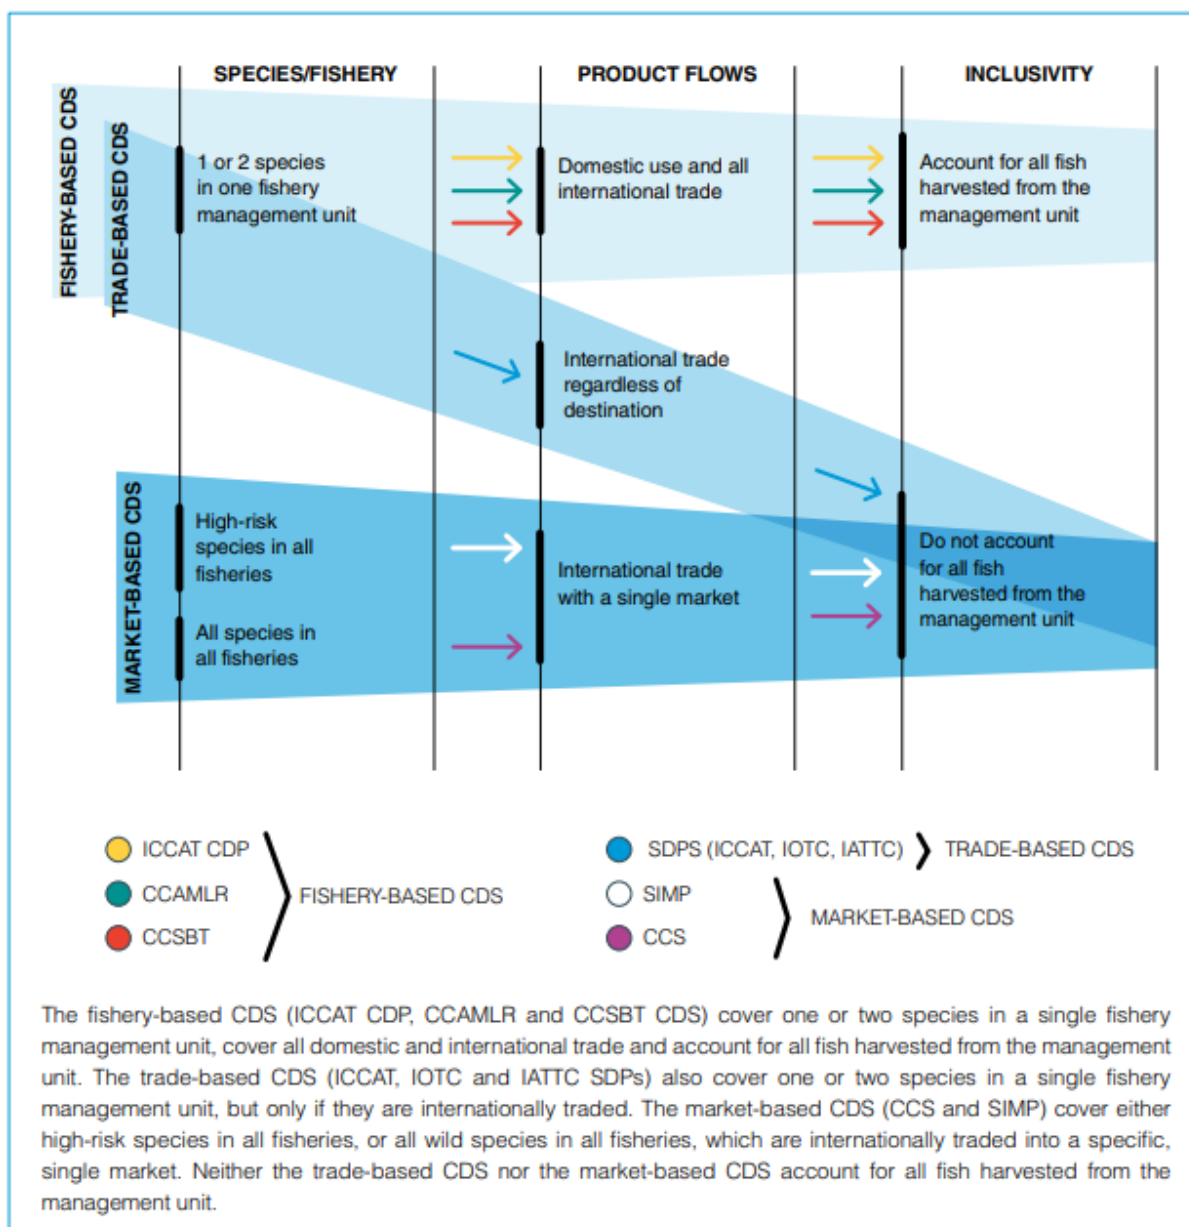 SPECIES/FISHERY
PRODUCT FLOWS
INCLUSIVITY
FISHERY-BASED CDS
TRADE-BASED CDS
1 or 2 species
in one fishery
management unit
Domestic use and all
international trade
Account for all fish
harvested from the
management unit
International trade
regardless of
destination
MARKET-BASED CDS
High-risk
species in all
fisheries
All species in
all fisheries
International trade
with a single market
Do not account
for all fish
harvested from the
management unit
ICCAT CDP
CCAMLR
CCSBT
FISHERY-BASED CDS
SDPS (ICCAT, IOTC, IATTC)
TRADE-BASED CDS
SIMP
CCS
MARKET-BASED CDS
The fishery-based CDS (ICCAT CDP, CCAMLR and CCSBT CDS) cover one or two species in a single fishery
management unit, cover all domestic and international trade and account for all fish harvested from the management
unit. The trade-based CDS (ICCAT, IOTC and IATTC SDPs) also cover one or two species in a single fishery
management unit, but only if they are internationally traded. The market-based CDS (CCS and SIMP) cover either
high-risk species in all fisheries, or all wild species in all fisheries, which are internationally traded into a specific,
single market. Neither the trade-based CDS nor the market-based CDS account for all fish harvested from the
management unit.